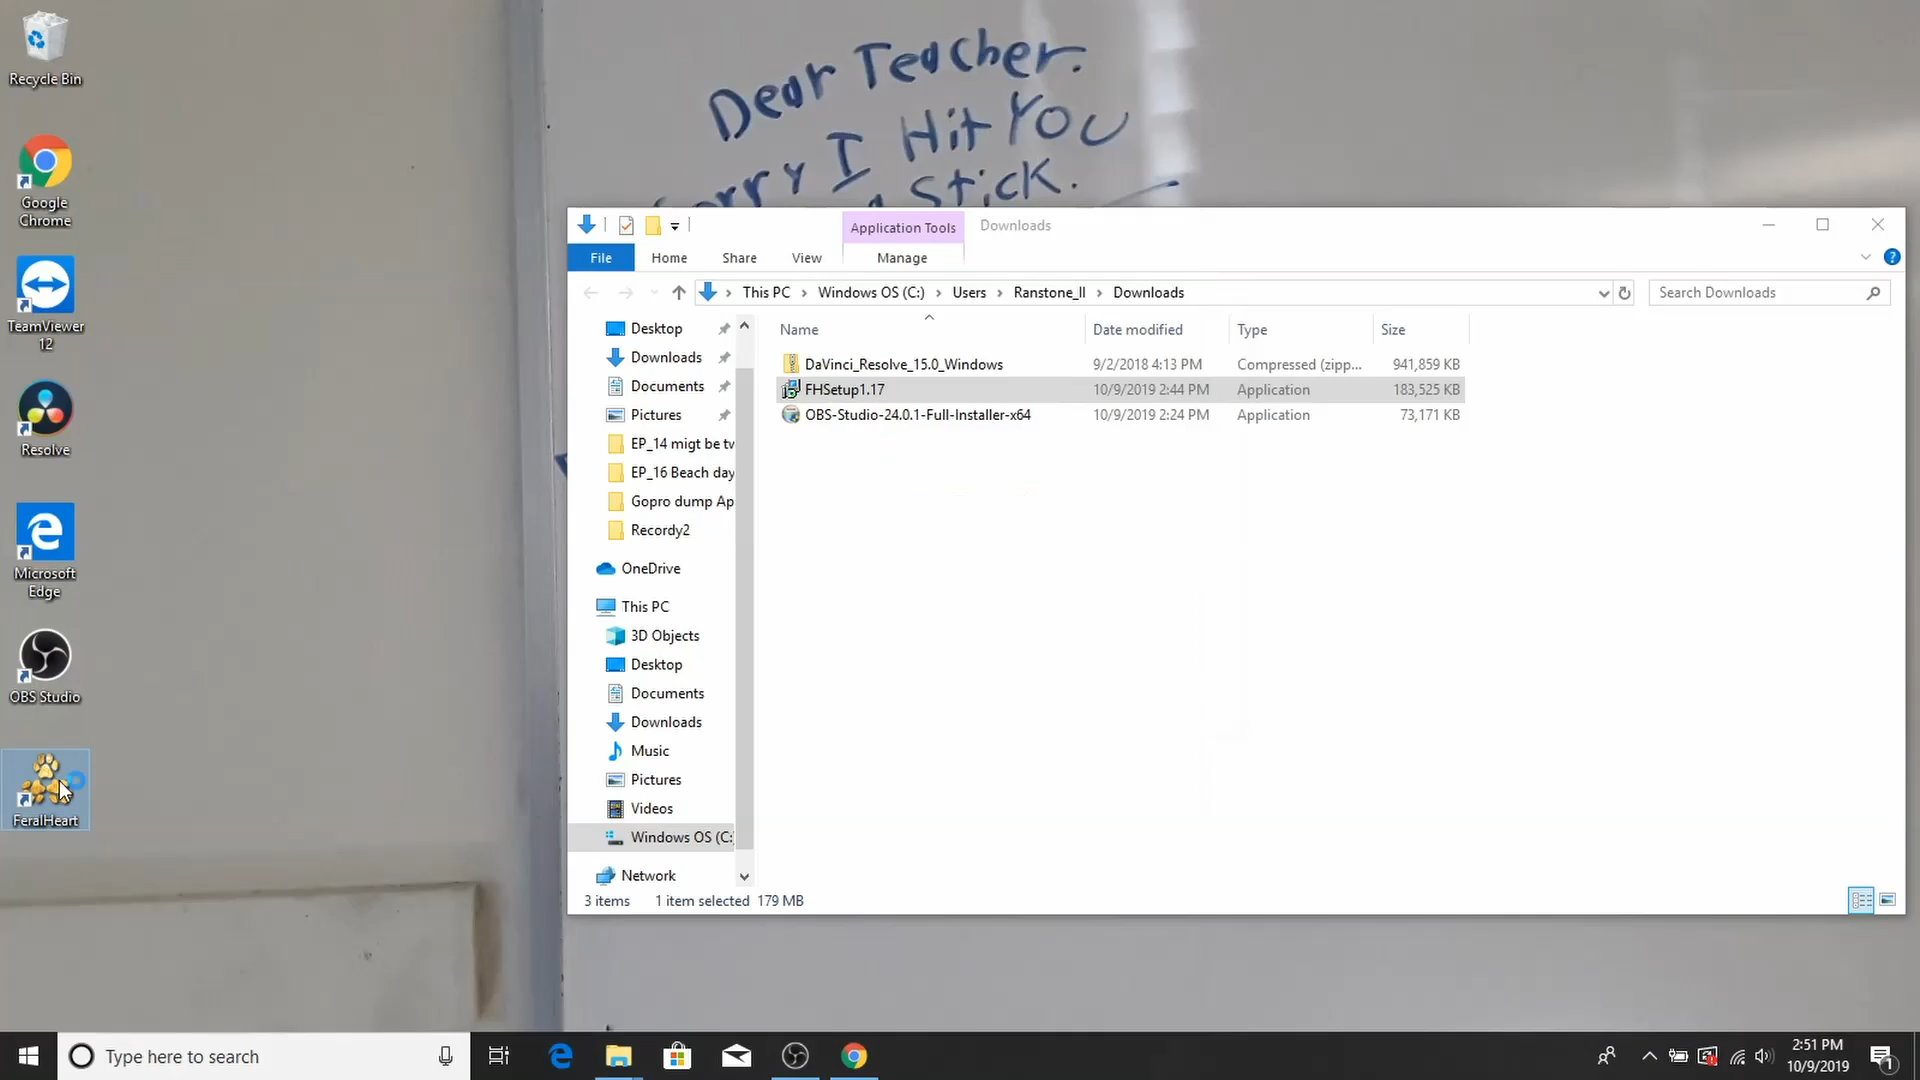 Recycle Bin
Google
Chrome
TeamViewer
12
Resolve
Microsoft
Edge
OBS Studio
FeralHeart
Dear Teacher.
I Hit YOU
Stick.
Application Tools
Downloads
File
Home
Share
View
Manage
This PC > Windows OS (C:) > Users > Ranstone_II > Downloads
Search Downloads
Desktop
Downloads
Documents
Pictures
EP_14 migt be tw
EP_16 Beach day
Gopro dump Ap
Recordy2
OneDrive
This PC
3D Objects
Desktop
Documents
Downloads
Music
Pictures
Videos
Windows OS (C:
Network
Name Date modified Type Size
DaVinci_Resolve_15.0_Windows 9/2/2018 4:13 PM Compressed (zipp... 941,859 KB
FHSetup1.17 10/9/2019 2:44 PM Application 183,525 KB
OBS-Studio-24.0.1-Full-Installer-x64 10/9/2019 2:24 PM Application 73,171 KB
3 items 1 item selected 179 MB
Type here to search
2:51 PM
10/9/2019
1